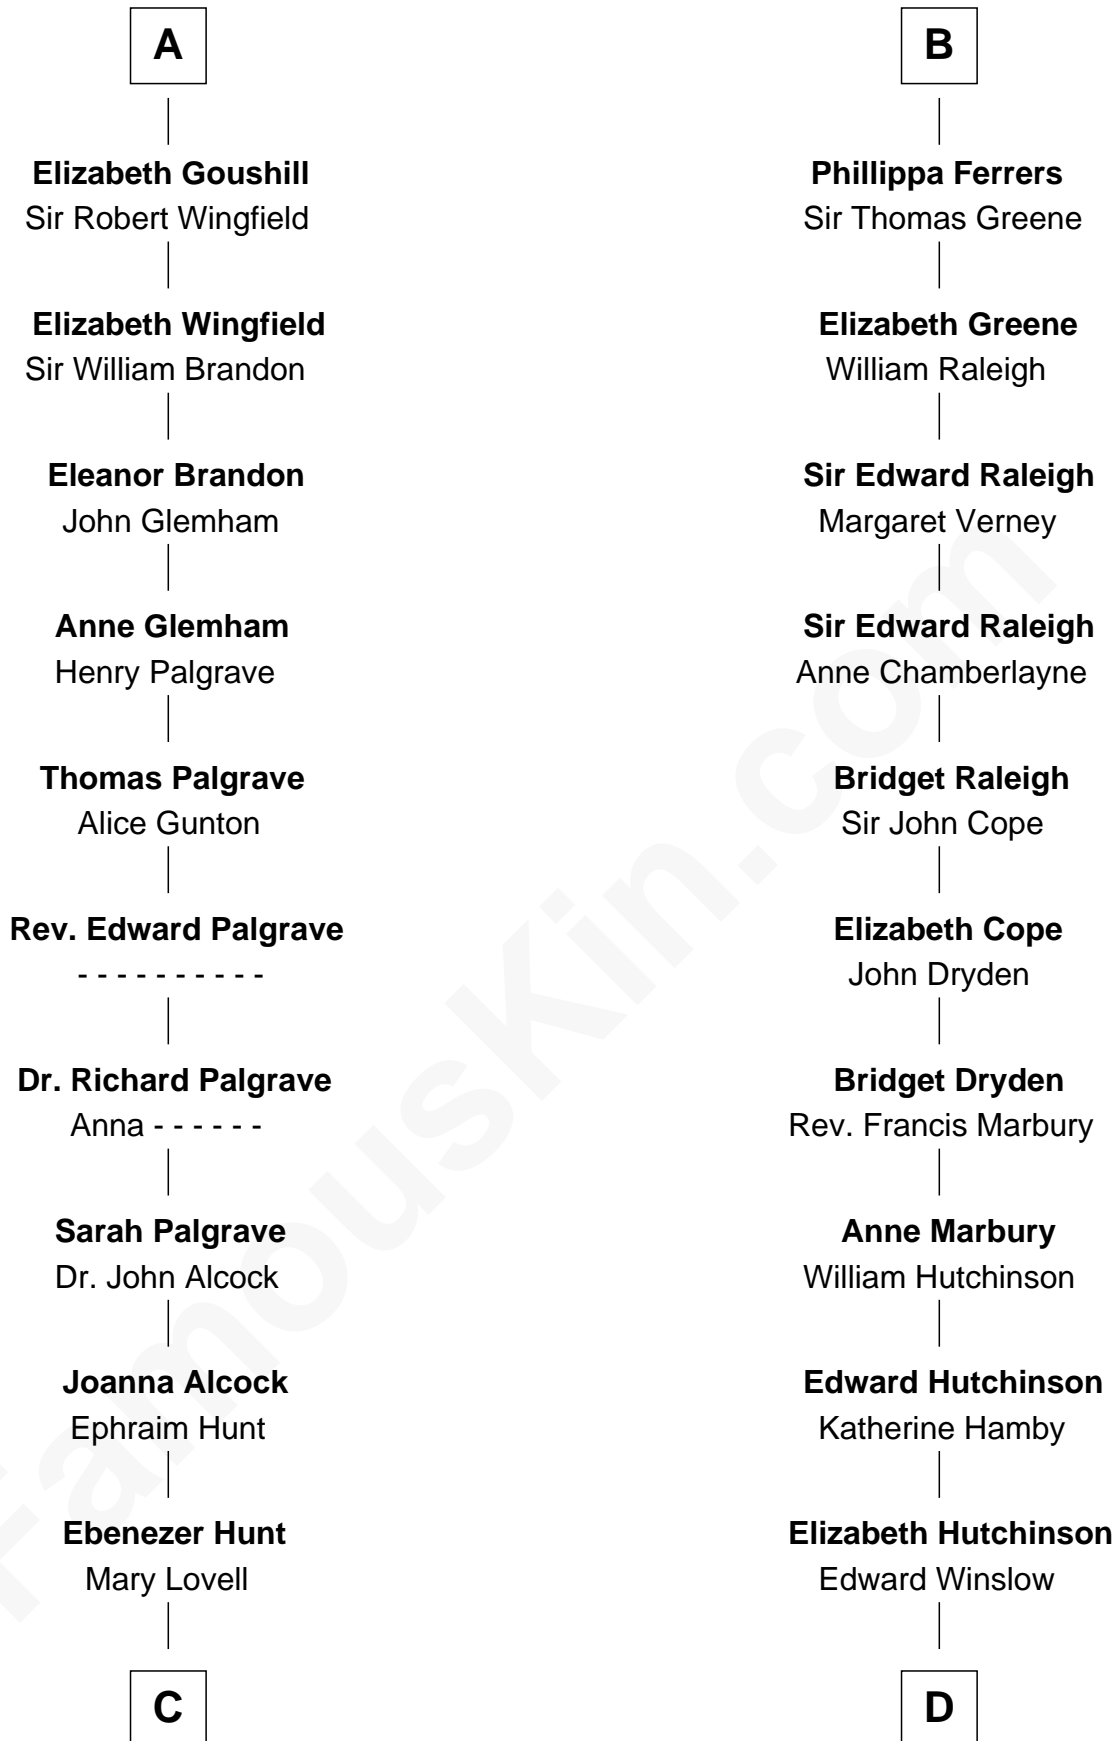 A
Elizabeth Goushill
Sir Robert Wingfield
Elizabeth Wingfield
Sir William Brandon
Eleanor Brandon
John Glemham
Anne Glemham
Henry Palgrave
Thomas Palgrave
Alice Gunton
Rev. Edward Palgrave
- - - - - - - - - -
Dr. Richard Palgrave
Anna - - - - - -
Sarah Palgrave
Dr. John Alcock
Joanna Alcock
Ephraim Hunt
Ebenezer Hunt
Mary Lovell
C
B
Phillippa Ferrers
Sir Thomas Greene
Elizabeth Greene
William Raleigh
Sir Edward Raleigh
Margaret Verney
Sir Edward Raleigh
Anne Chamberlayne
Bridget Raleigh
Sir John Cope
Elizabeth Cope
John Dryden
Bridget Dryden
Rev. Francis Marbury
Anne Marbury
William Hutchinson
Edward Hutchinson
Katherine Hamby
Elizabeth Hutchinson
Edward Winslow
D
FamousKin.com